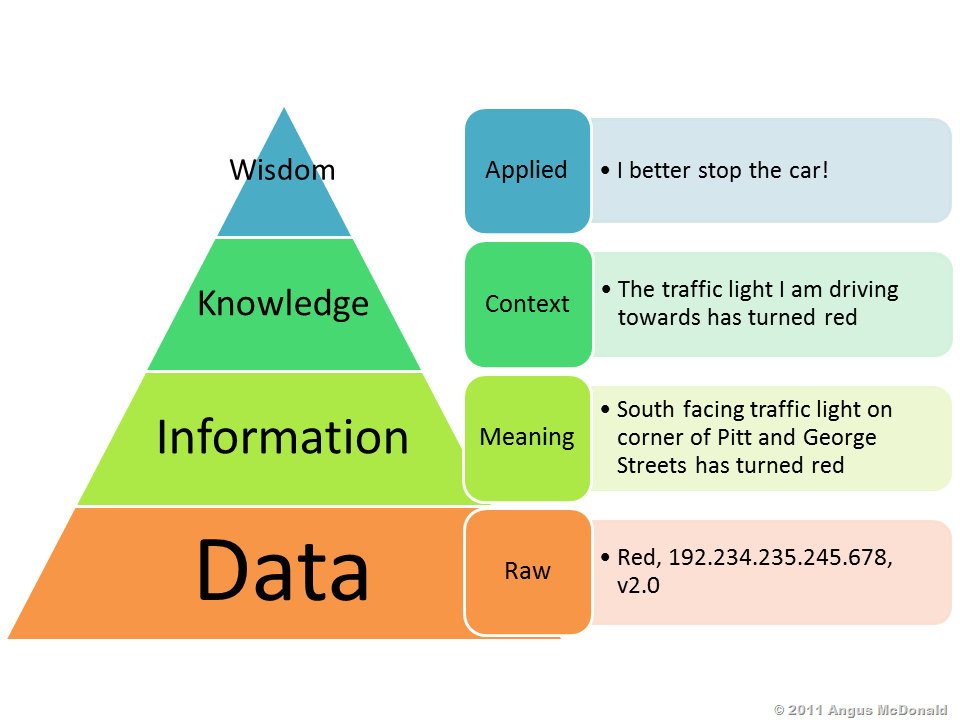 Wisdom
Applied
• I better stop the car!
Knowledge
Context
• The traffic light I am driving
towards has turned red
Information
Meaning
• South facing traffic light on
corner of Pitt and George
Streets has turned red
Data
Raw
• Red, 192.234.235.245.678,
v2.0
© 2011 Angus McDonald